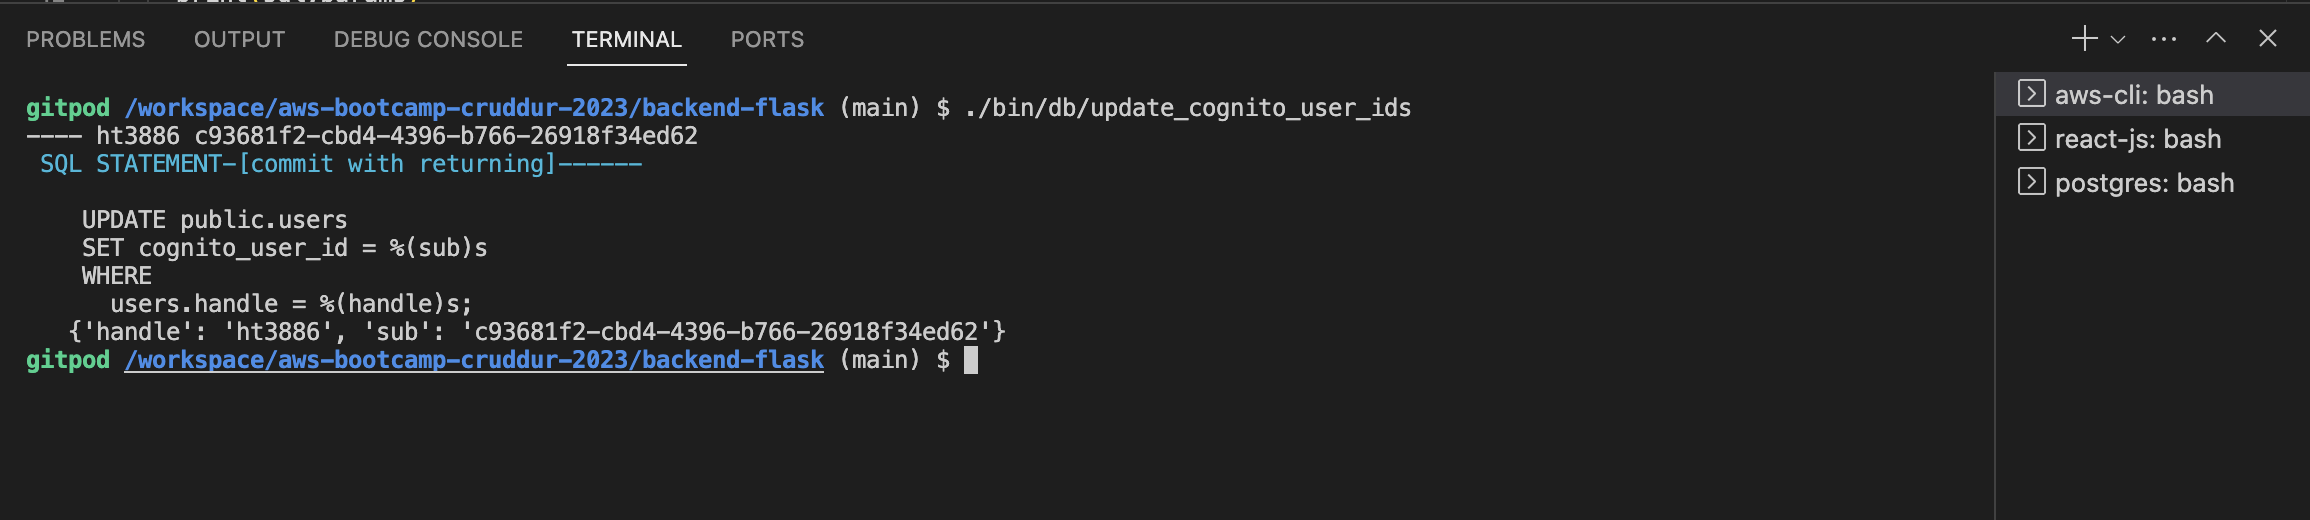 PROBLEMS OUTPUT DEBUG CONSOLE TERMINAL PORTS
gitpod /workspace/aws-bootcamp-cruddur-2023/backend-flask (main) $ ./bin/db/update_cognito_user_ids
---- ht3886 c93681f2-cbd4-4396-b766-26918f34ed62
SQL STATEMENT-[commit with returning]------
UPDATE public.users
SET cognito_user_id = %(sub)s
WHERE
users.handle = %(handle)s;
{'handle': 'ht3886', 'sub': 'c93681f2-cbd4-4396-b766-26918f34ed62'}
gitpod /workspace/aws-bootcamp-cruddur-2023/backend-flask (main) $
aws-cli: bash
react-js: bash
postgres: bash